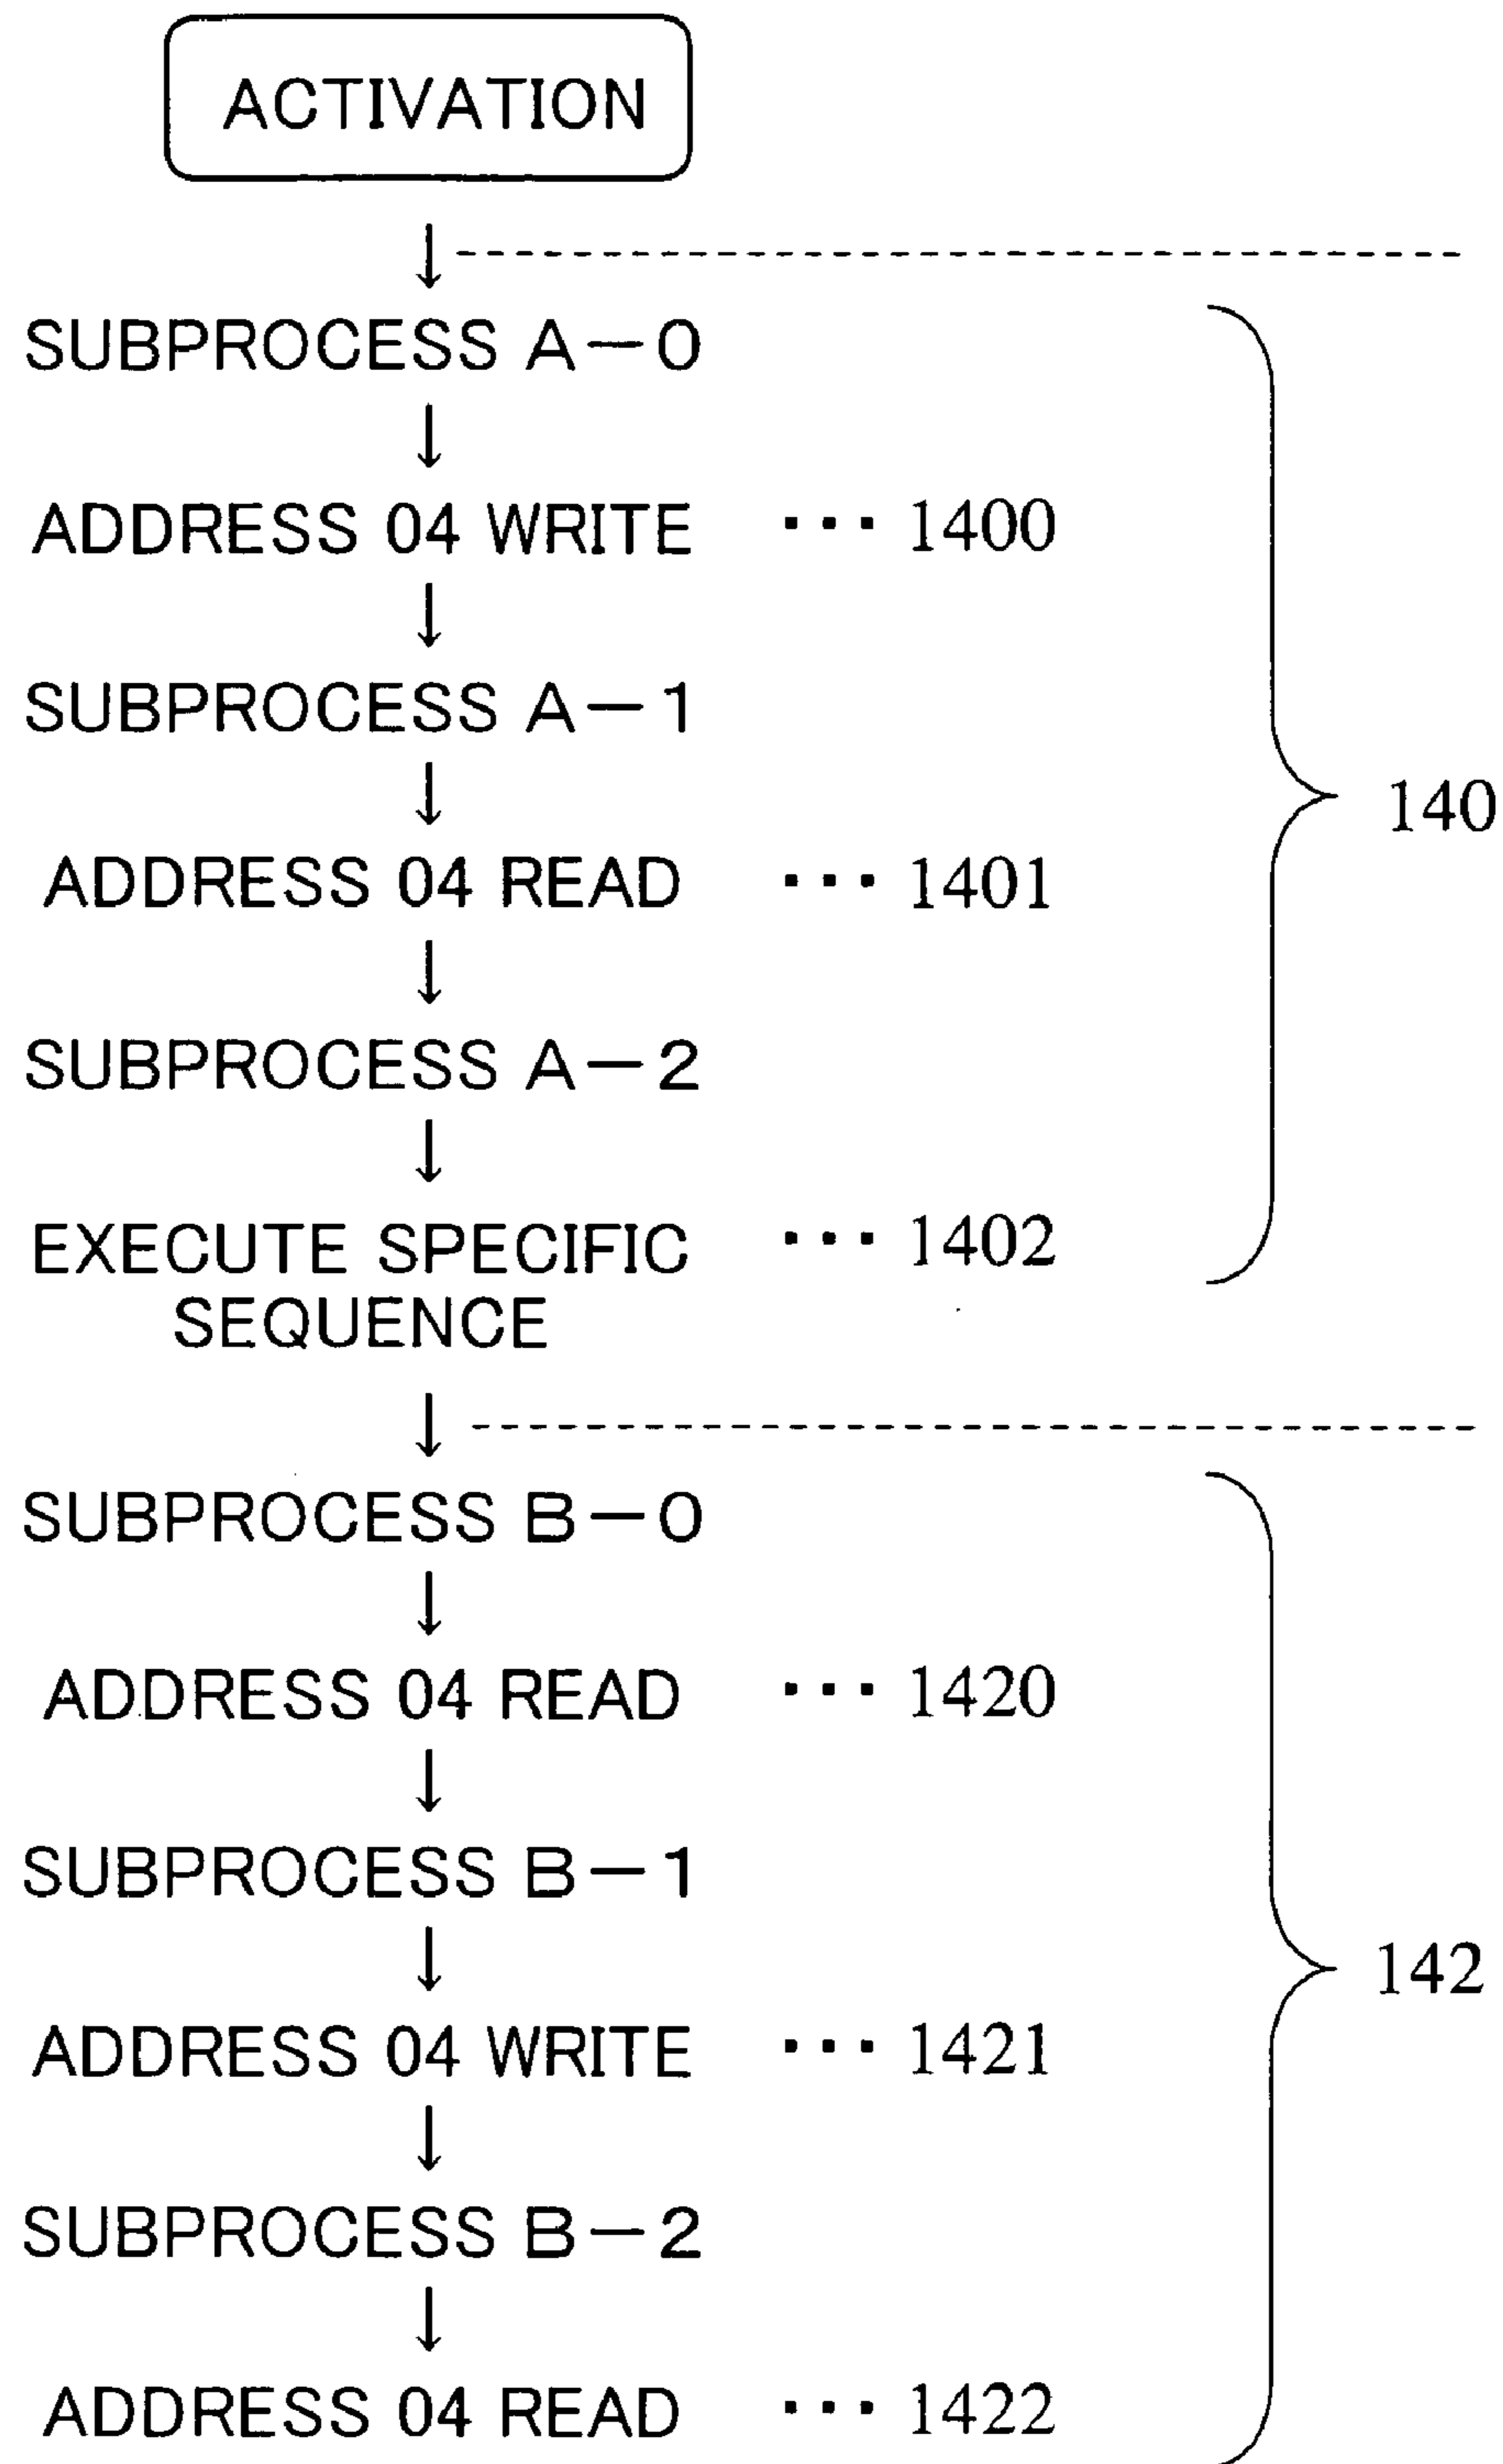 ACTIVATION
SUBPROCESS A—0
ADDRESS 04 WRITE ··· 1400
SUBPROCESS A—1
140
ADDRESS 04 READ ··· 1401
SUBPROCESS A—2
EXECUTE SPECIFIC ··· 1402
SEQUENCE
SUBPROCESS B—0
ADDRESS 04 READ ··· 1420
SUBPROCESS B—1
142
ADDRESS 04 WRITE ··· 1421
SUBPROCESS B—2
ADDRESS 04 READ ··· 1422